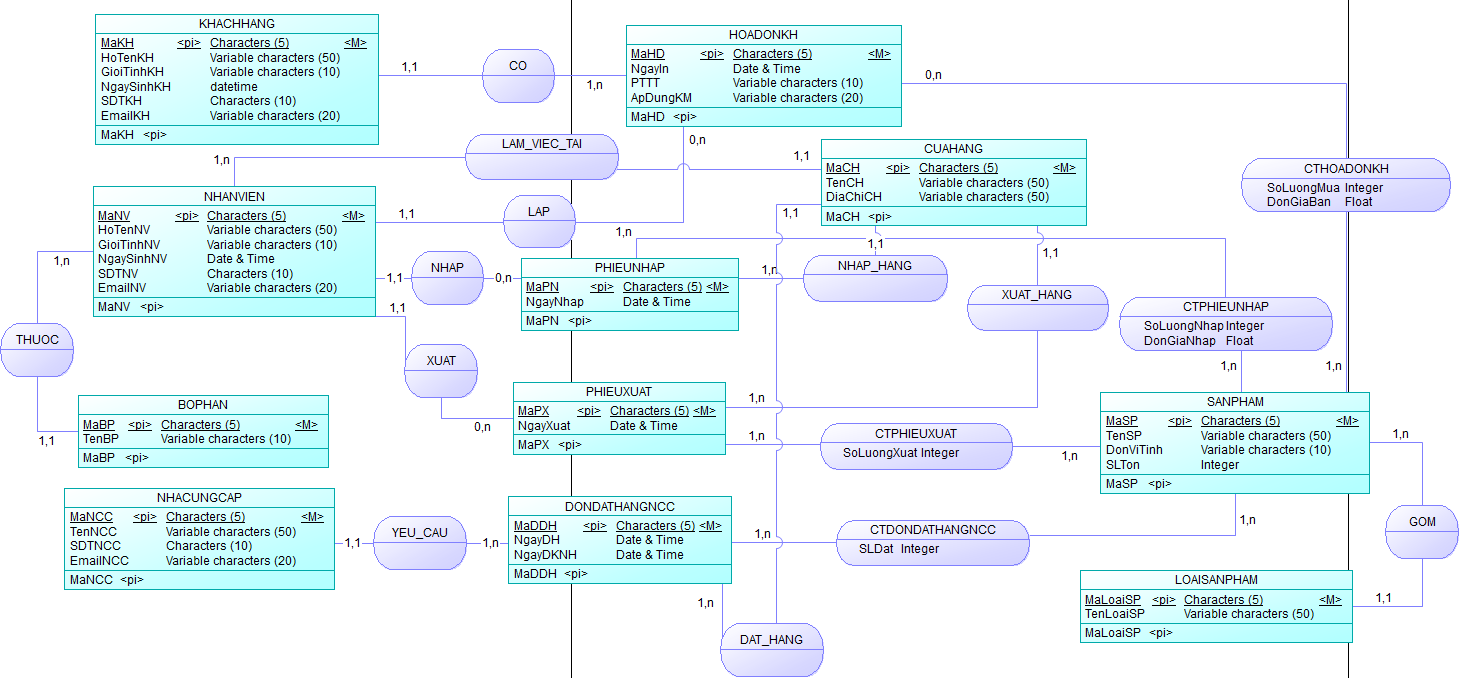 KHACHHANG
MaKH <pi> Characters (5) <M>
HoTenKH Variable characters (50)
GioiTinhKH Variable characters (10)
NgaySinhKH datetime
SDTKH Characters (10)
EmailKH Variable characters (20)
MaKH <pi>
1,1
CO
1,n
HOADONKH
MaHD <pi> Characters (5) <M>
NgayIn Date & Time
PTTT Variable characters (10)
ApDungKM Variable characters (20)
MaHD <pi>
0,n
0,n
LAM_VIEC_TAI
1,n
1,1
CUAHANG
MaCH <pi> Characters (5) <M>
TenCH Variable characters (50)
DiaChiCH Variable characters (50)
MaCH <pi>
CTHOADONKH
SoLuongMua Integer
DonGiaBan Float
NHANVIEN
MaNV <pi> Characters (5) <M>
HoTenNV Variable characters (50)
GioiTinhNV Variable characters (10)
NgaySinhNV Date & Time
SDTNV Characters (10)
EmailNV Variable characters (20)
MaNV <pi>
1,1
LAP
1,n
1,1
1,1
1,1
1,n
1,1
NHAP
0,n
PHIEUNHAP
MaPN <pi> Characters (5) <M>
NgayNhap Date & Time
MaPN <pi>
1,n
NHAP_HANG
XUAT_HANG
CTPHIEUNHAP
SoLuongNhap Integer
DonGiaNhap Float
1,1
THUOC
XUAT
1,n
1,n
PHIEUXUAT
MaPX <pi> Characters (5) <M>
NgayXuat Date & Time
MaPX <pi>
1,n
0,n
1,n
CTPHIEUXUAT
SoLuongXuat Integer
1,n
SANPHAM
MaSP <pi> Characters (5) <M>
TenSP Variable characters (50)
DonViTinh Variable characters (10)
SLTon Integer
MaSP <pi>
1,n
BOPHAN
MaBP <pi> Characters (5) <M>
TenBP Variable characters (10)
MaBP <pi>
1,1
NHACUNGCAP
MaNCC <pi> Characters (5) <M>
TenNCC Variable characters (50)
SDTNCC Characters (10)
EmailNCC Variable characters (20)
MaNCC <pi>
1,1
YEU_CAU
1,n
DONDATHANGNCC
MaDDH <pi> Characters (5) <M>
NgayDH Date & Time
NgayDKNH Date & Time
MaDDH <pi>
1,n
CTDONDATHANGNCC
SLDat Integer
1,n
GOM
LOAISANPHAM
MaLoaiSP <pi> Characters (5) <M>
TenLoaiSP Variable characters (50)
MaLoaiSP <pi>
1,1
1,n
DAT_HANG